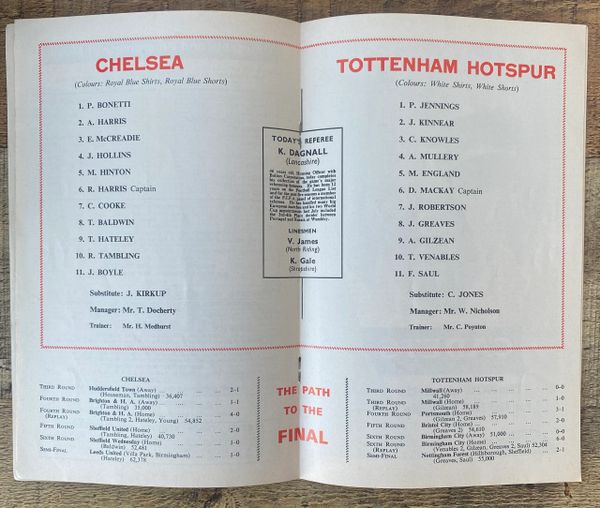 CHELSEA
(Colours: Royal Blue Shirts, Royal Blue Shorts)
1. P. BONETTI
2. A. HARRIS
3. E. McCREADIE
4. J. HOLLINS
5. M. HINTON
6. R. HARRIS Captain
7. C. COOKE
8. T. BALDWIN
9. T. HATELEY
10. R. TAMBLING
11. J. BOYLE
Substitute: J. KIRKUP
Manager: Mr. T. Docherty
Trainer: Mr. H. Medhurst
TODAY'S REFEREE
K. DAGNALL
(Lancashire)
LINESMEN
V. James
(North Riding)
K. Gale
(Shropshire)
TOTTENHAM HOTSPUR
(Colours: White Shirts, White Shorts)
1. P. JENNINGS
2. J. KINNEAR
3. C. KNOWLES
4. A. MULLERY
5. M. ENGLAND
6. D. MACKAY Captain
7. J. ROBERTSON
8. J. GREAVES
9. A. GILZEAN
10. T. VENABLES
11. F. SAUL
Substitute: C. JONES
Manager: Mr. W. Nicholson
Trainer: Mr. C. Poynton
CHELSEA
THIRD ROUND Huddersfield Town (Away) ... 2-1
(Houseman, Tambling) 36,407
FOURTH ROUND Brighton & H. A. (Away) ... 1-1
(Tambling) 35,000
FOURTH ROUND (REPLAY) Brighton & H. A. (Home) ... 4-0
(Tambling 2, Hateley, Young) 54,852
FIFTH ROUND Sheffield United (Home) ... 2-0
(Tambling, Hateley) 40,730
SIXTH ROUND Sheffield Wednesday (Home) ... 1-0
(Baldwin) 52,481
SEMI-FINAL Leeds United (Villa Park, Birmingham) ... 1-0
(Hateley) 62,378
THE PATH
TO THE
FINAL
TOTTENHAM HOTSPUR
THIRD ROUND Millwall (Away) ... 0-0
41,260
THIRD ROUND (REPLAY) Millwall (Home) ... 1-0
(Gilzean) 58,189
FOURTH ROUND Portsmouth (Home) ... 3-1
(Gilzean 2, Greaves) 57,910
FIFTH ROUND Bristol City (Home) ... 2-0
(Greaves 2) 54,610
SIXTH ROUND Birmingham City (Away) 51,000 ... 0-0
SIXTH ROUND (REPLAY) Birmingham City (Home) ... 6-0
(Venables 2, Gilzean, Greaves 2, Saul) 52,304
SEMI-FINAL Nottingham Forest (Hillsborough, Sheffield) ... 2-1
(Greaves, Saul) 55,000